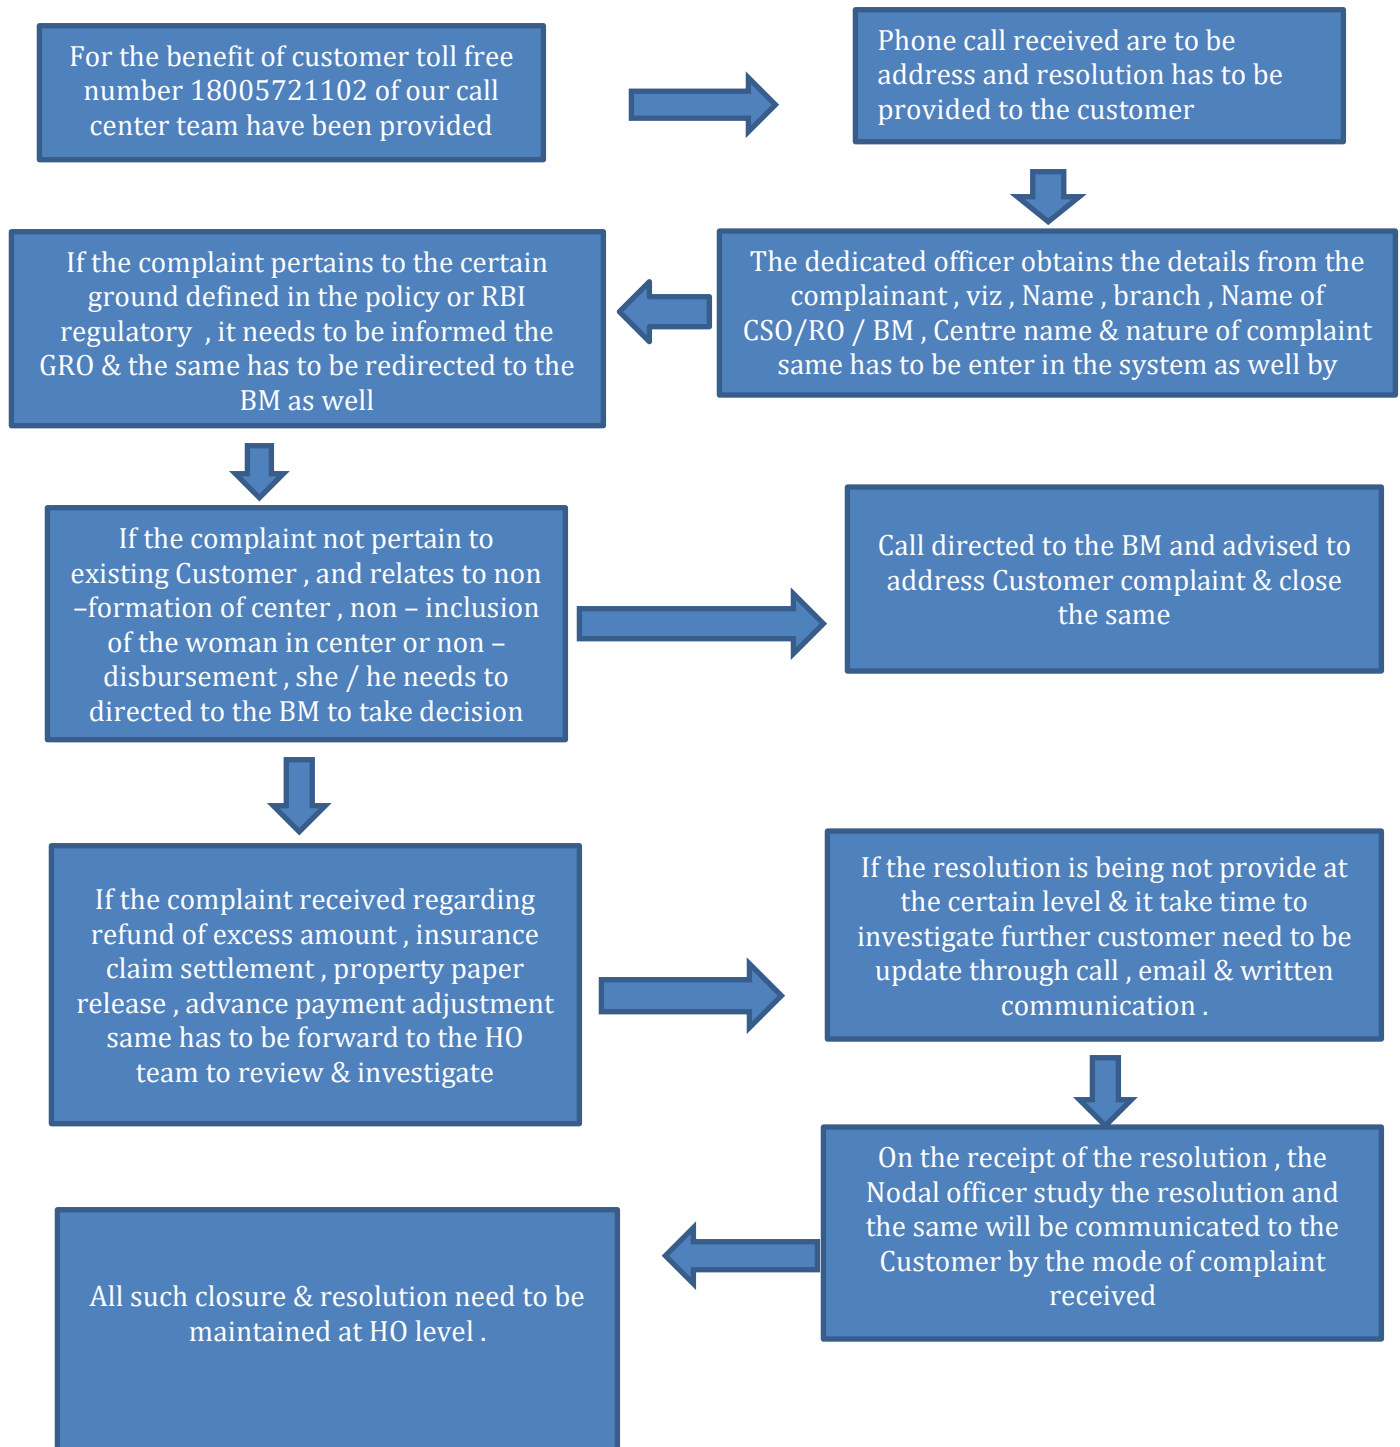 For the benefit of customer toll free
number 18005721102 of our call
center team have been provided
Phone call received are to be
address and resolution has to be
provided to the customer
The dedicated officer obtains the details from the
complainant , viz , Name , branch , Name of
CSO/RO / BM , Centre name & nature of complaint
same has to be enter in the system as well by
If the complaint pertains to the certain
ground defined in the policy or RBI
regulatory , it needs to be informed the
GRO & the same has to be redirected to the
BM as well
If the complaint not pertain to
existing Customer , and relates to non
–formation of center , non – inclusion
of the woman in center or non –
disbursement , she / he needs to
directed to the BM to take decision
Call directed to the BM and advised to
address Customer complaint & close
the same
If the complaint received regarding
refund of excess amount , insurance
claim settlement , property paper
release , advance payment adjustment
same has to be forward to the HO
team to review & investigate
If the resolution is being not provide at
the certain level & it take time to
investigate further customer need to be
update through call , email & written
communication .
On the receipt of the resolution , the
Nodal officer study the resolution and
the same will be communicated to the
Customer by the mode of complaint
received
All such closure & resolution need to be
maintained at HO level .